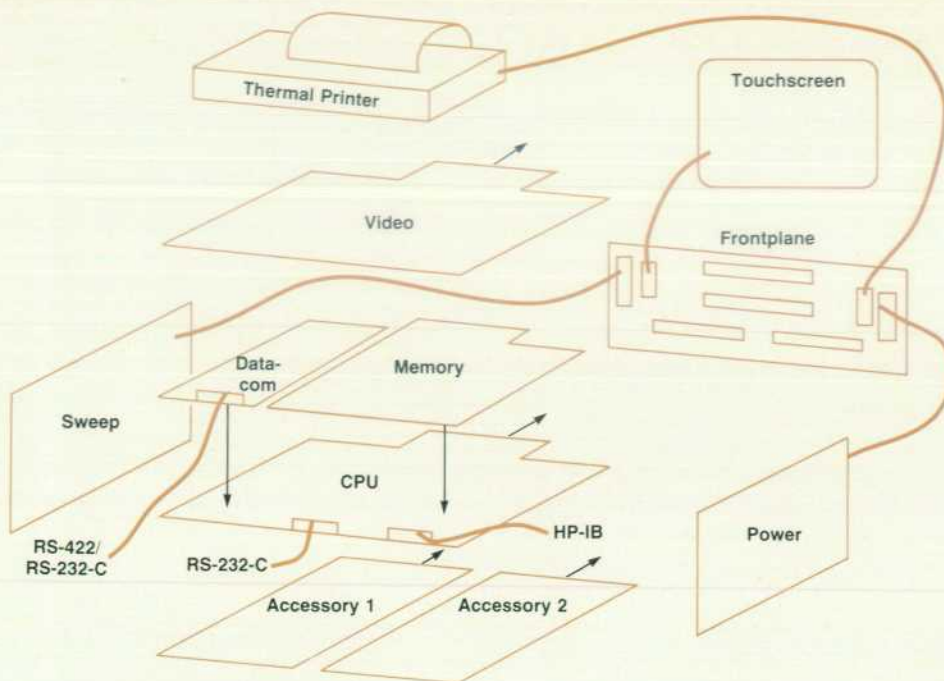 Thermal Printer
Touchscreen
Video
Frontplane
Data-
com
Memory
Sweep
CPU
RS-422/
RS-232-C
RS-232-C
HP-IB
Power
Accessory 1
Accessory 2